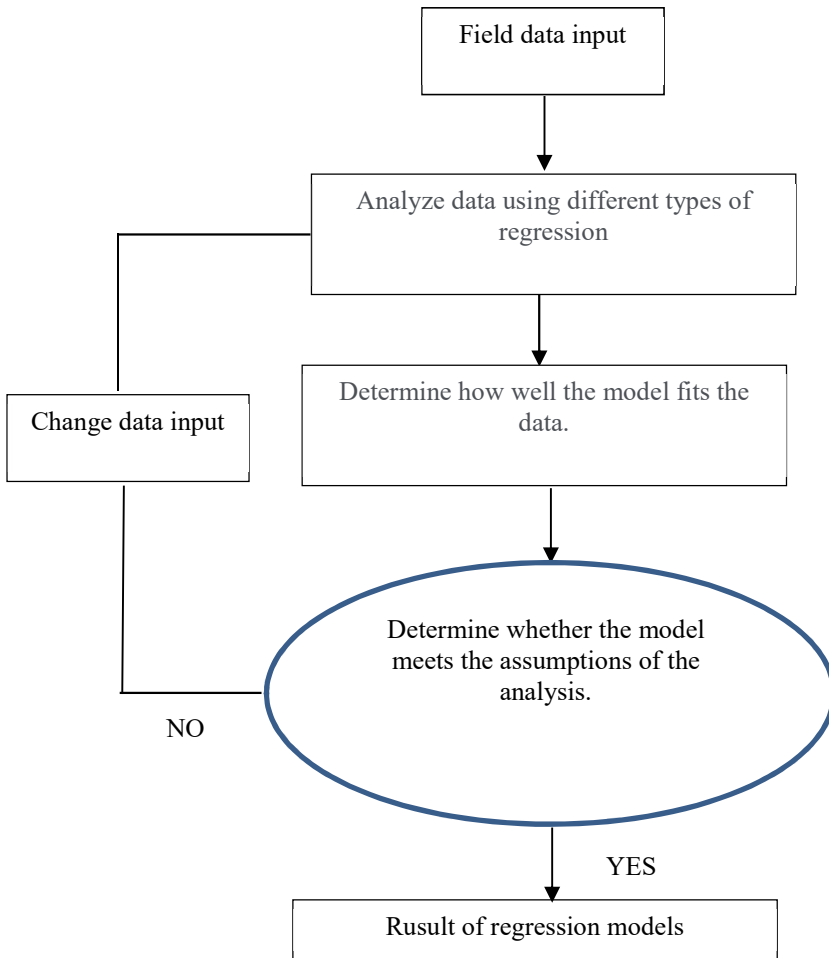 Field data input
Analyze data using different types of
regression
Determine how well the model fits the
data.
Change data input
Determine whether the model
meets the assumptions of the
analysis.
NO
YES
Rusult of regression models